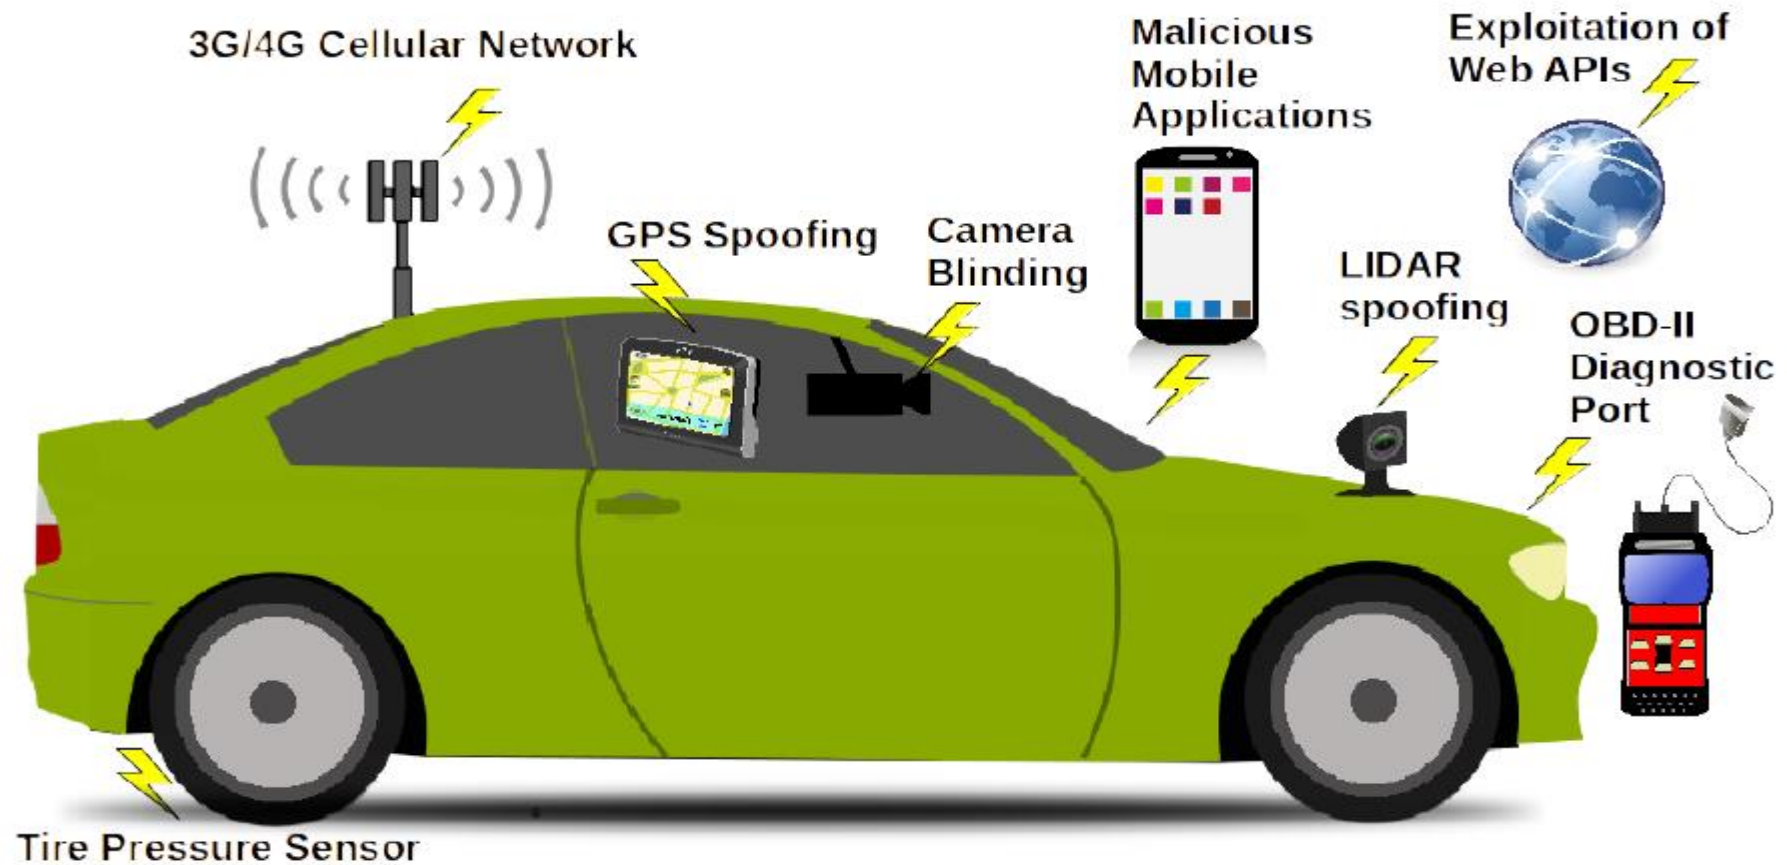 3G/4G Cellular Network
Malicious
Mobile
Applications
Exploitation of
Web APIs
GPS Spoofing
Camera
Blinding
LIDAR
spoofing
OBD-II
Diagnostic
Port
Tire Pressure Sensor